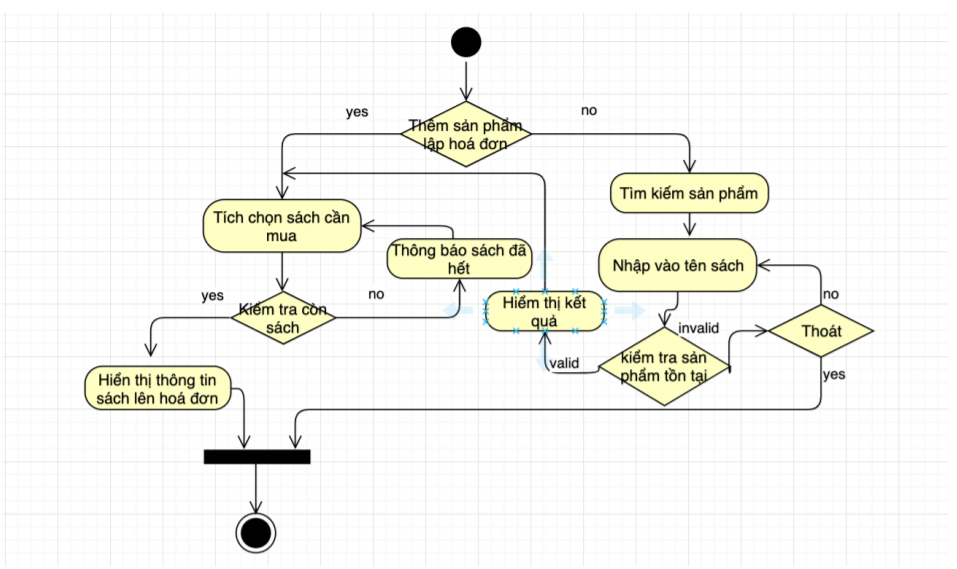 yes
no
Thêm sản phẩm
lập hoá đơn
Tìm kiếm sản phẩm
Tích chọn sách cần
mua
Thông báo sách đã
hết
Nhập vào tên sách
yes
no
Kiểm tra còn
sách
Hiển thị kết
quả
invalid
no
Thoát
kiểm tra sản
phẩm tồn tại
valid
yes
Hiển thị thông tin
sách lên hoá đơn